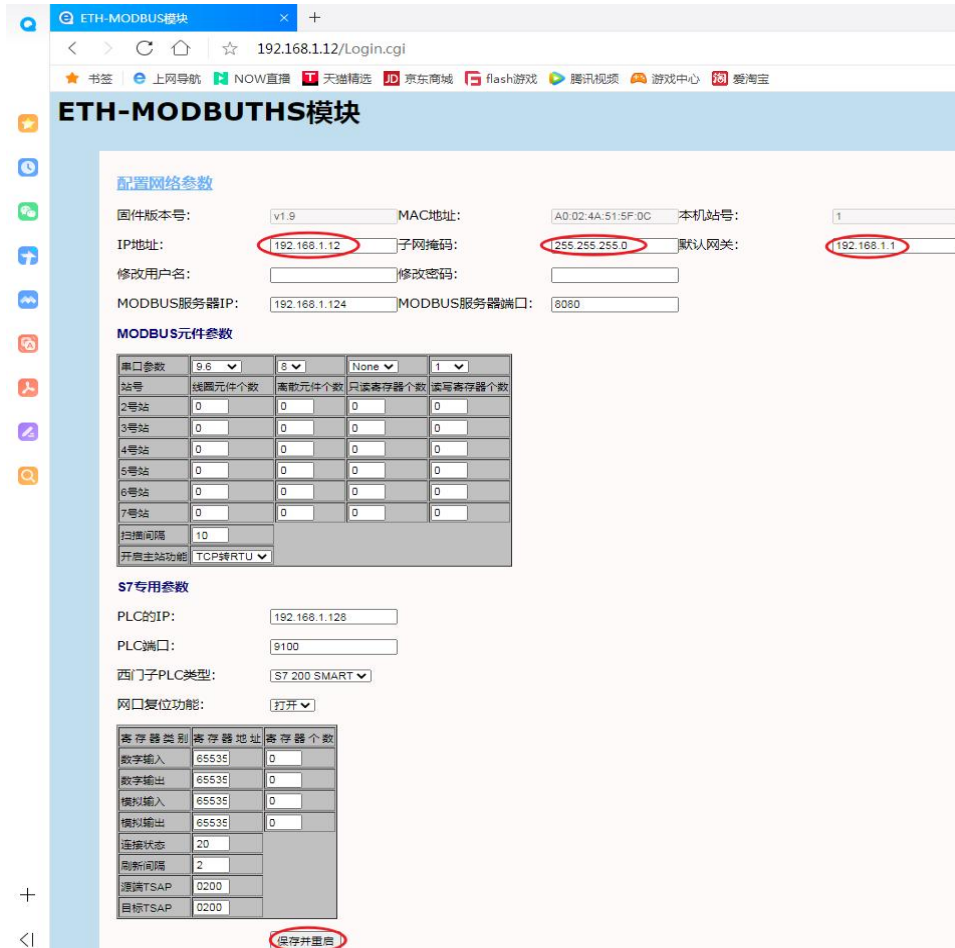 ETH-MODBUS模块
192.168.1.12/Login.cgi
书签 上网导航 NOW直播 天猫精选 JD 京东商城 flash游戏 腾讯视频 游戏中心 淘 爱淘宝
ETH-MODBUTHS模块
配置网络参数
固件版本号: v1.9 MAC地址: A0:02:4A:51:5F:0C 本机站号: 1
IP地址: 192.168.1.12 子网掩码: 255.255.255.0 默认网关: 192.168.1.1
修改用户名: 修改密码:
MODBUS服务器IP: 192.168.1.124 MODBUS服务器端口: 8080
MODBUS元件参数
串口参数 9.6 8 None 1
站号 线圈元件个数 离散元件个数 只读寄存器个数 读写寄存器个数
2号站 0 0 0 0
3号站 0 0 0 0
4号站 0 0 0 0
5号站 0 0 0 0
6号站 0 0 0 0
7号站 0 0 0 0
扫描间隔 10
开启主站功能 TCP转RTU
S7专用参数
PLC的IP: 192.168.1.128
PLC端口: 9100
西门子PLC类型: S7 200 SMART
网口复位功能: 打开
寄存器类别 寄存器地址 寄存器个数
数字输入 65535 0
数字输出 65535 0
模拟输入 65535 0
模拟输出 65535 0
连接状态 20
刷新间隔 2
源端TSAP 0200
目标TSAP 0200
保存并重启